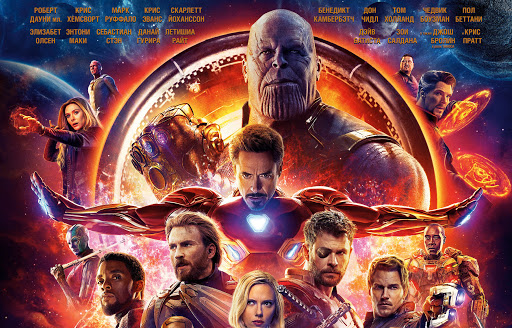 РОБЕРТ ДАУНИ МЛ. КРИС ХЕМСВОРТ МАРК РУФФАЛО КРИС ЭВАНС СКАРЛЕТТ ЙОХАНССОН БЕНЕДИКТ КАМБЕРБЭТЧ ДОН ЧИДЛ ТОМ ХОЛЛАНД ЧЕДВИК БОУЗМАН ПОЛ БЕТТАНИ
ЭЛИЗАБЕТ ОЛСЕН ЭНТОНИ МАКИ СЕБАСТИАН СТЭН ДАНАЙ ГУРИРА ЛЕТИШИА РАЙТ ДЭЙВ БАТИСТА ЗОИ САЛДАНА ДЖОШ БРОЛИН КРИС ПРАТТ